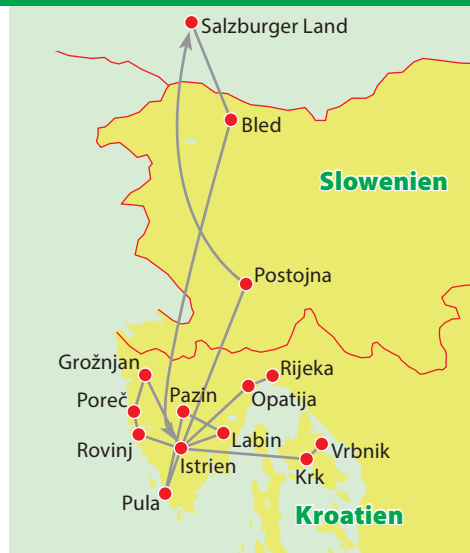 Salzburger Land
Bled
Slowenien
Postojna
Grožnjan
Rijeka
Pazin
Opatija
Poreč
Labin
Rovinj
Vrbnik
Istrien
Krk
Pula
Kroatien